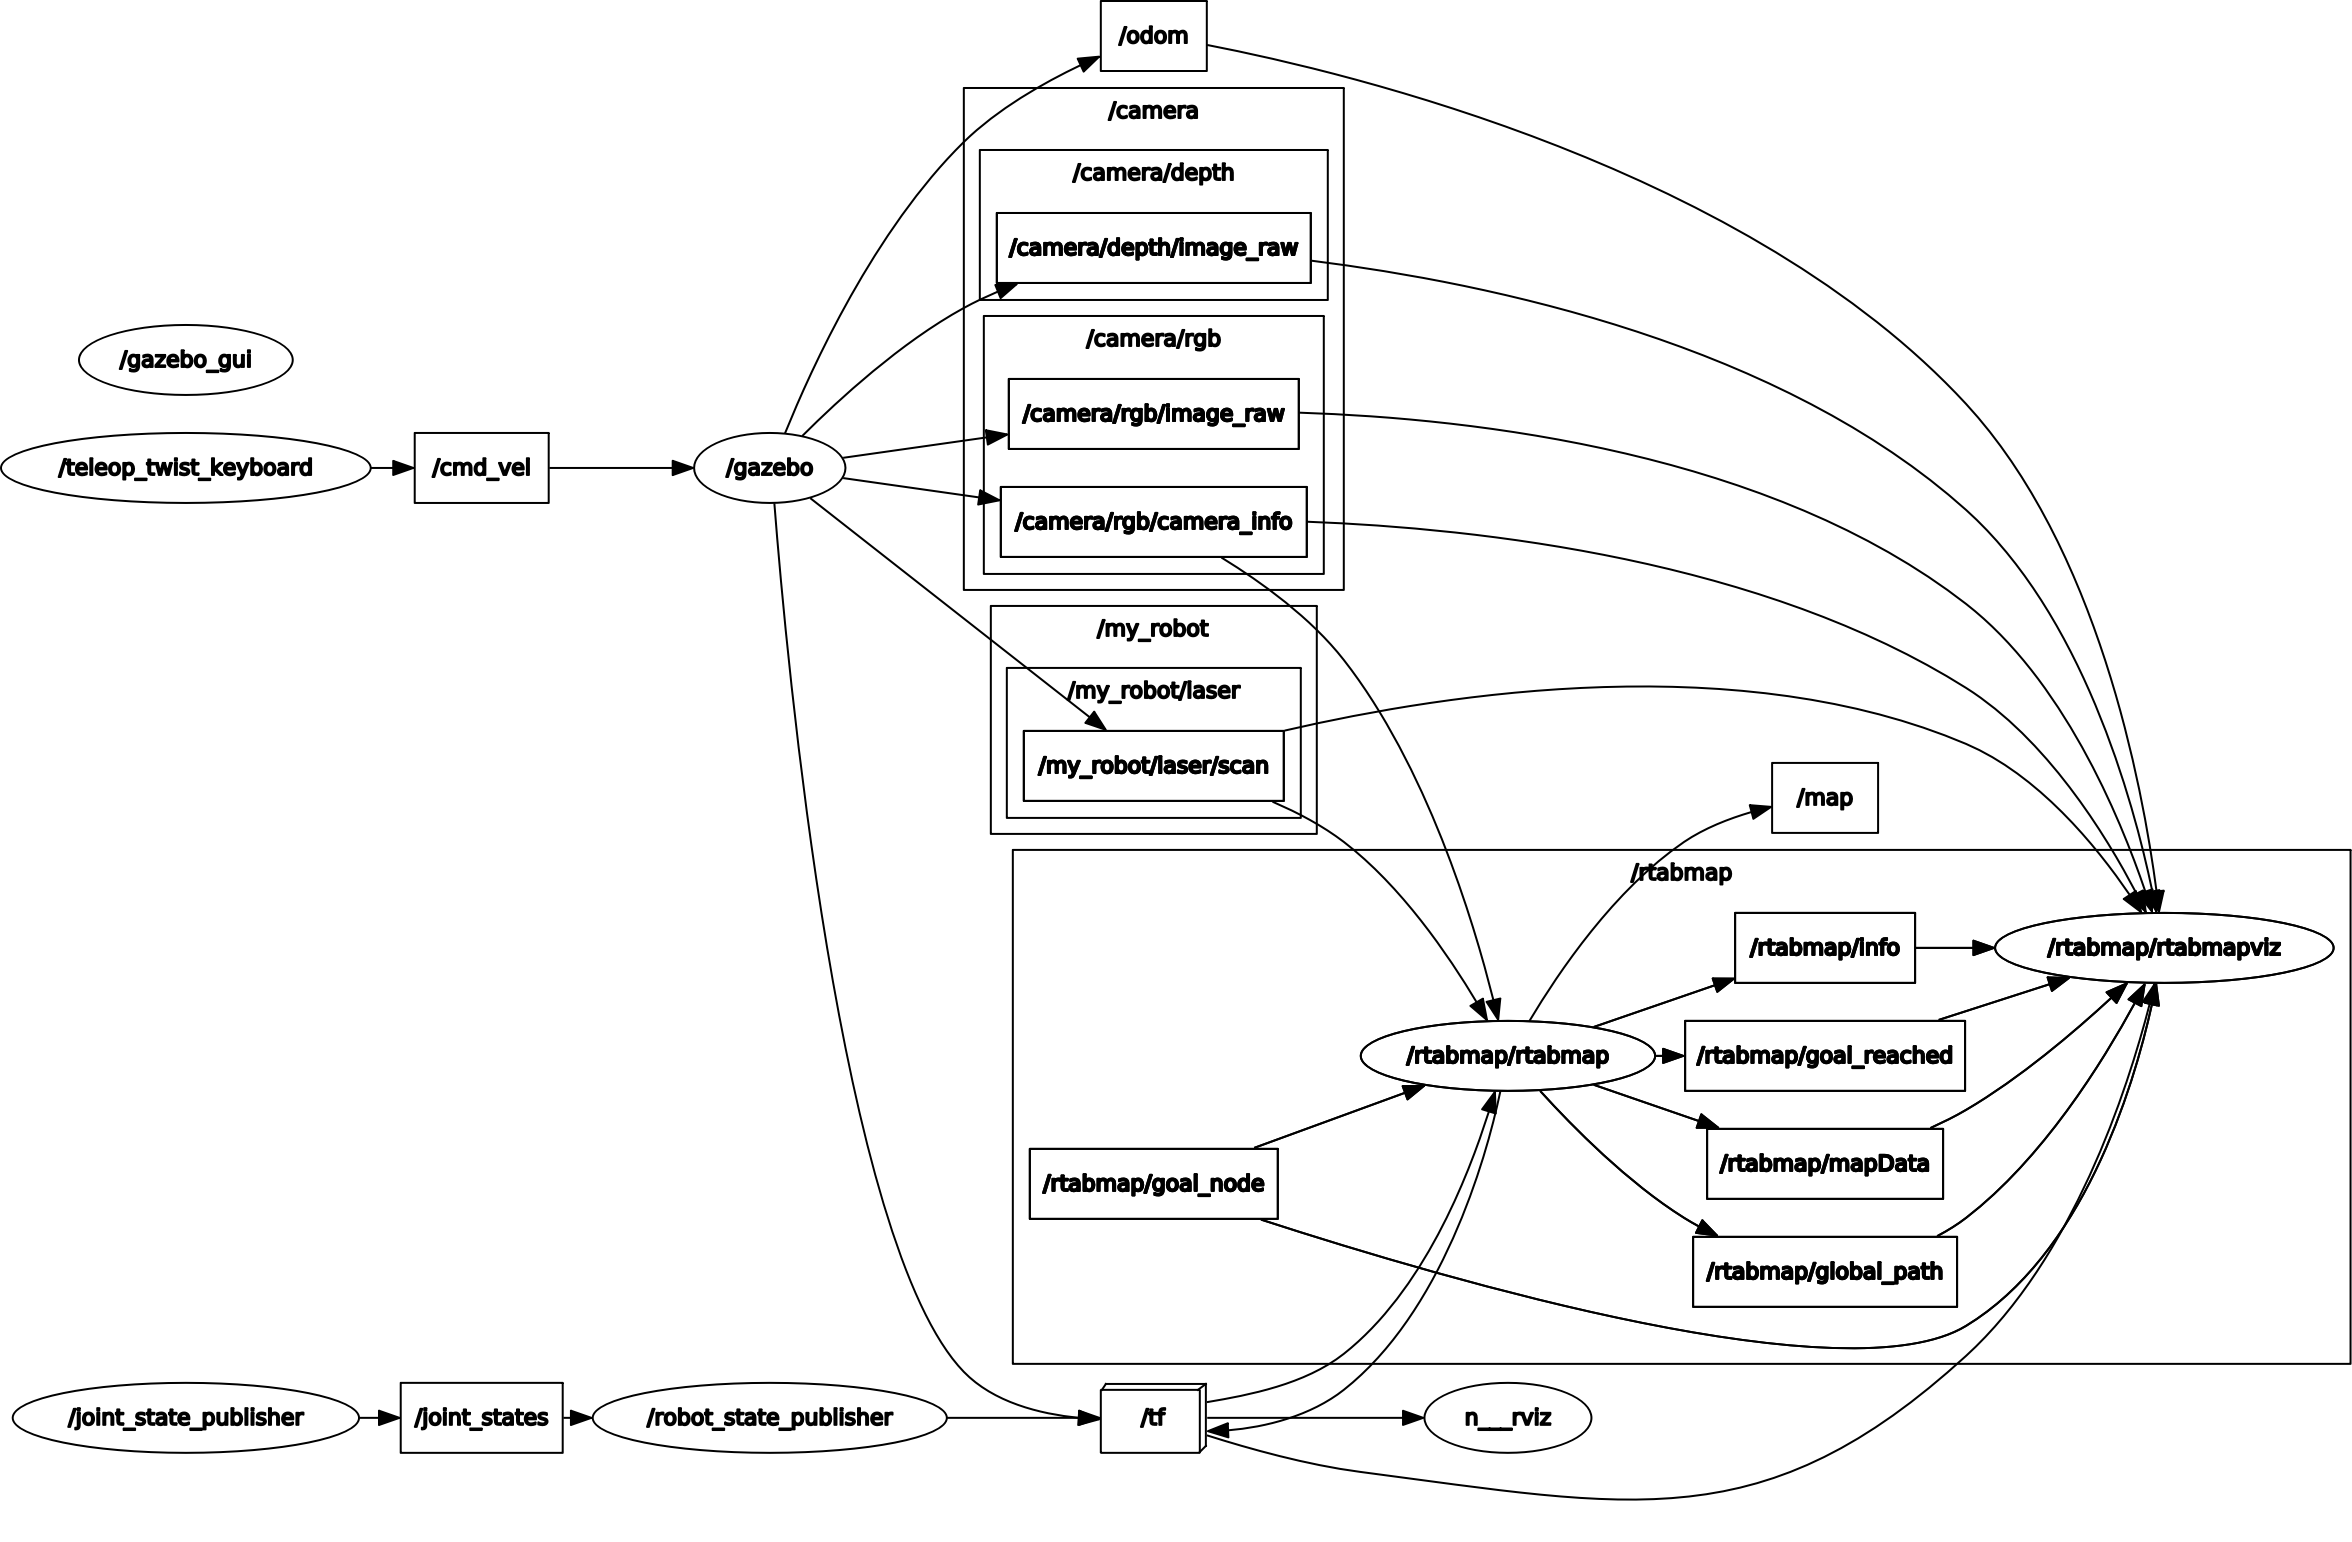 /odom
/camera
/camera/depth
/camera/depth/image_raw
/camera/rgb
/gazebo_gui
/camera/rgb/image_raw
/teleop_twist_keyboard
/cmd_vel
/gazebo
/camera/rgb/camera_info
/my_robot
/my_robot/laser
/my_robot/laser/scan
/map
/rtabmap
/rtabmap/info
/rtabmap/rtabmapviz
/rtabmap/rtabmap
/rtabmap/goal_reached
/rtabmap/mapData
/rtabmap/goal_node
/rtabmap/global_path
/joint_state_publisher
/joint_states
/robot_state_publisher
/tf
n___rviz